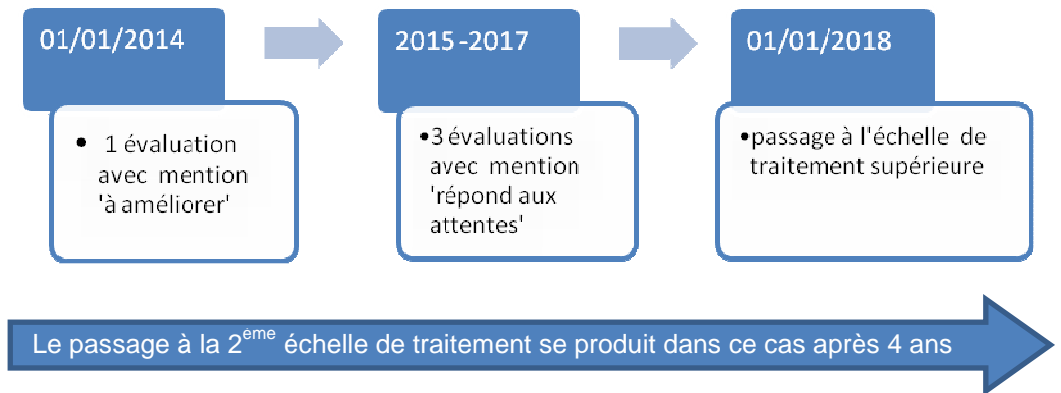 01/01/2014
2015-2017
01/01/2018
• 1 évaluation
avec mention
'à améliorer'
•3 évaluations
avec mention
'répond aux
attentes'
•passage à l'échelle de
traitement supérieure
Le passage à la 2ème échelle de traitement se produit dans ce cas après 4 ans